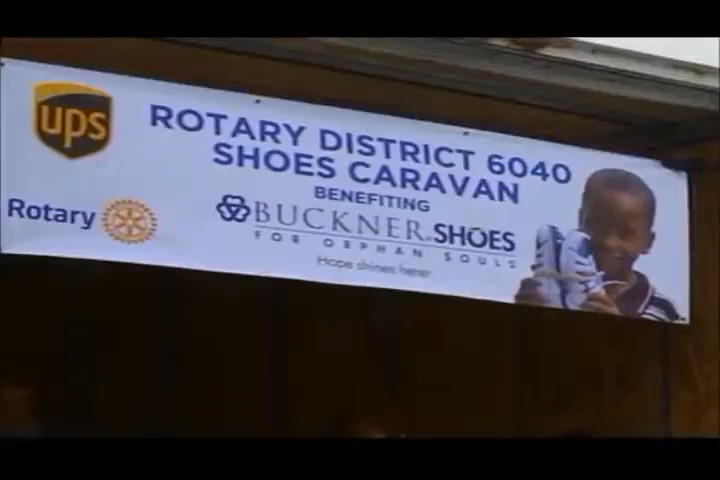 ups
ROTARY DISTRICT 6040
SHOES CARAVAN
BENEFITING
Rotary
BUCKNER SHOES
FOR ORPHAN SOULS
Hope shines here